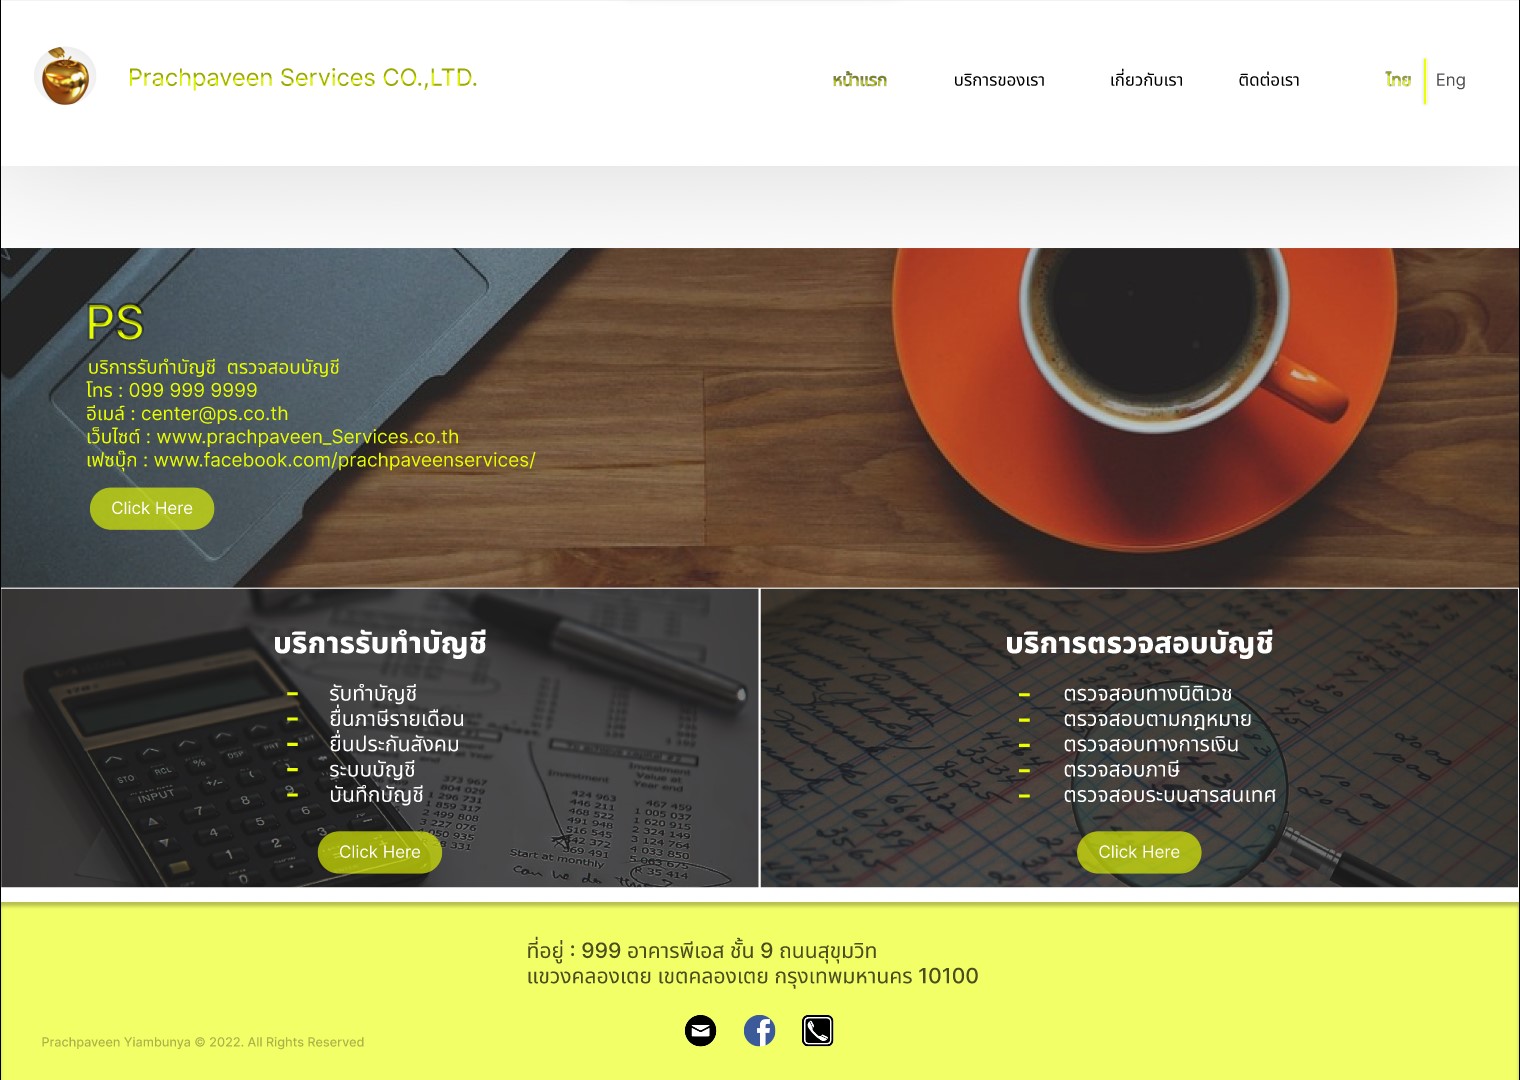 Prachpaveen Services CO.,LTD.
หน้าแรก
บริการของเรา
เกี่ยวกับเรา
ติดต่อเรา
ไทย
Eng
PS
บริการรับทำบัญชี ตรวจสอบบัญชี
โทร : 099 999 9999
อีเมล์ : center@ps.co.th
เว็บไซต์ : www.prachpaveen_Services.co.th
เฟซบุ๊ก : www.facebook.com/prachpaveenservices/
Click Here
บริการรับทำบัญชี
- รับทำบัญชี
- ยื่นภาษีรายเดือน
- ยื่นประกันสังคม
- ระบบบัญชี
- บันทึกบัญชี
Click Here
บริการตรวจสอบบัญชี
- ตรวจสอบทางนิติเวช
- ตรวจสอบตามกฎหมาย
- ตรวจสอบทางการเงิน
- ตรวจสอบภาษี
- ตรวจสอบระบบสารสนเทศ
Click Here
ที่อยู่ : 999 อาคารพีเอส ชั้น 9 ถนนสุขุมวิท
แขวงคลองเตย เขตคลองเตย กรุงเทพมหานคร 10100
Prachpaveen Yiambunya © 2022. All Rights Reserved